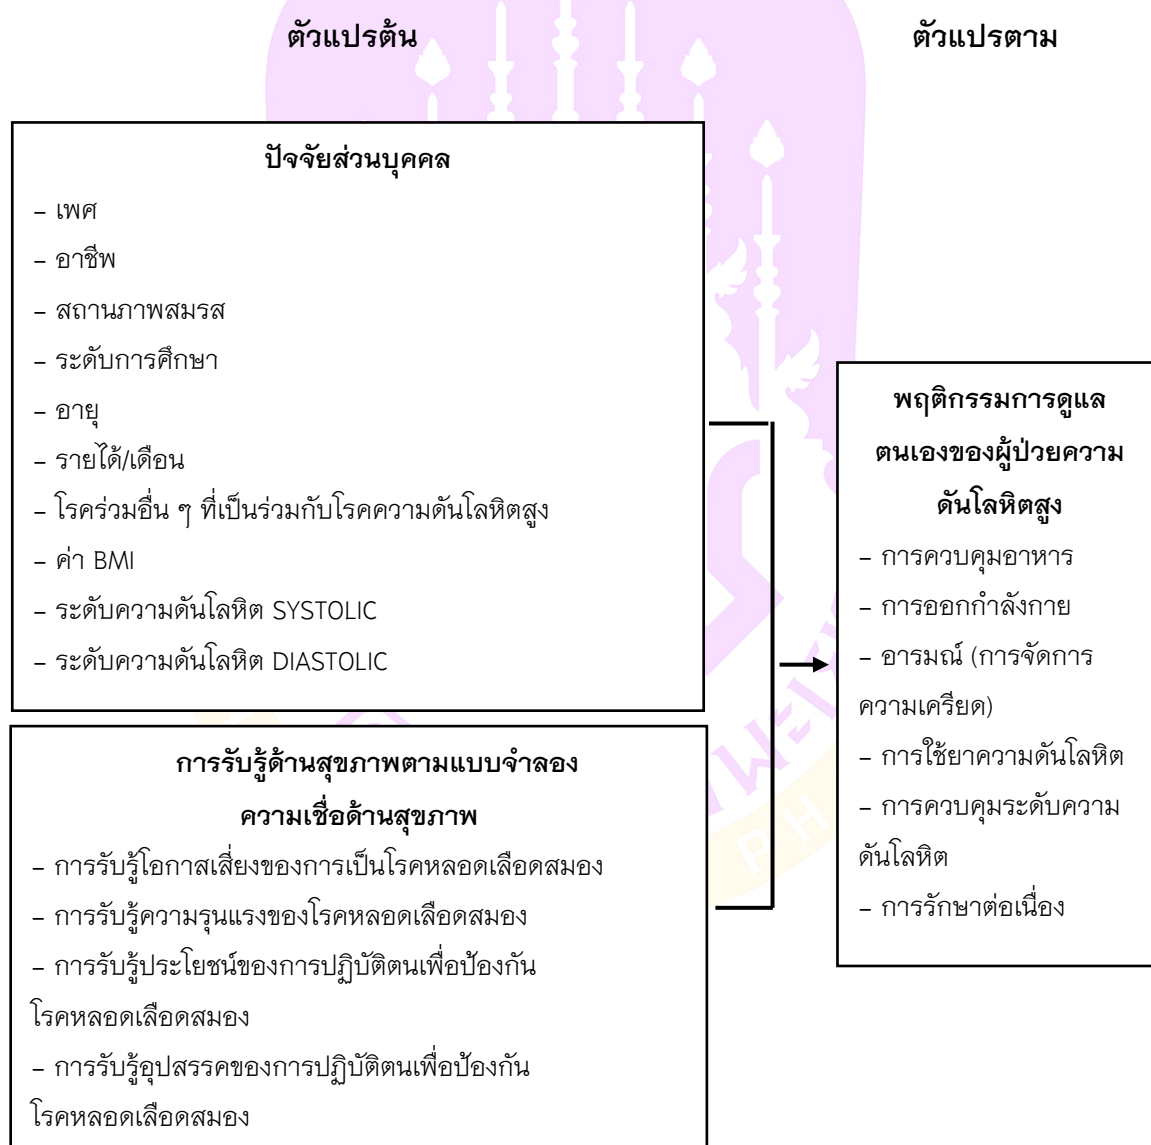 ตัวแปรต้น
ตัวแปรตาม
ปัจจัยส่วนบุคคล
– เพศ
– อาชีพ
– สถานภาพสมรส
– ระดับการศึกษา
– อายุ
– รายได้/เดือน
– โรคร่วมอื่น ๆ ที่เป็นร่วมกับโรคความดันโลหิตสูง
– ค่า BMI
– ระดับความดันโลหิต SYSTOLIC
– ระดับความดันโลหิต DIASTOLIC
การรับรู้ด้านสุขภาพตามแบบจำลอง
ความเชื่อด้านสุขภาพ
– การรับรู้โอกาสเสี่ยงของการเป็นโรคหลอดเลือดสมอง
– การรับรู้ความรุนแรงของโรคหลอดเลือดสมอง
– การรับรู้ประโยชน์ของการปฏิบัติตนเพื่อป้องกัน
โรคหลอดเลือดสมอง
– การรับรู้อุปสรรคของการปฏิบัติตนเพื่อป้องกัน
โรคหลอดเลือดสมอง
พฤติกรรมการดูแล
ตนเองของผู้ป่วยความ
ดันโลหิตสูง
– การควบคุมอาหาร
– การออกกำลังกาย
– อารมณ์ (การจัดการ
ความเครียด)
– การใช้ยาความดันโลหิต
– การควบคุมระดับความ
ดันโลหิต
– การรักษาต่อเนื่อง